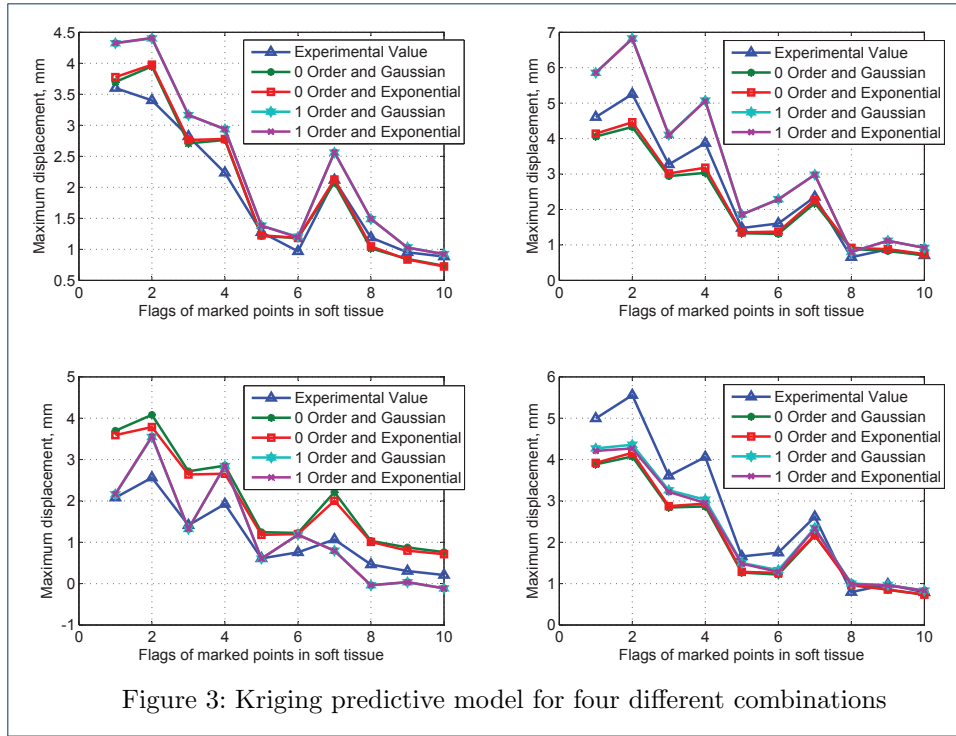 4.5
4
3.5
3
2.5
2
1.5
1
0.5
0 2 4 6 8 10
Maximum displacement, mm
Flags of marked points in soft tissue
Experimental Value
0 Order and Gaussian
0 Order and Exponential
1 Order and Gaussian
1 Order and Exponential
7
6
5
4
3
2
1
0
0 2 4 6 8 10
Maximum displacement, mm
Flags of marked points in soft tissue
Experimental Value
0 Order and Gaussian
0 Order and Exponential
1 Order and Gaussian
1 Order and Exponential
5
4
3
2
1
0
-1
0 2 4 6 8 10
Maximum displacement, mm
Flags of marked points in soft tissue
Experimental Value
0 Order and Gaussian
0 Order and Exponential
1 Order and Gaussian
1 Order and Exponential
6
5
4
3
2
1
0
0 2 4 6 8 10
Maximum displacement, mm
Flags of marked points in soft tissue
Experimental Value
0 Order and Gaussian
0 Order and Exponential
1 Order and Gaussian
1 Order and Exponential
Figure 3: Kriging predictive model for four different combinations